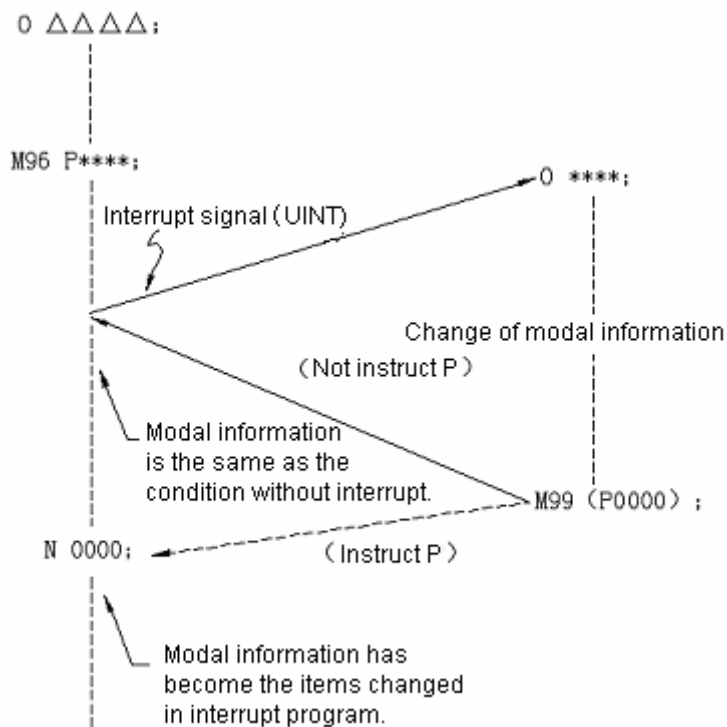 O △△△△;
M96 P****;
O ****;
Interrupt signal (UINT)
Change of modal information
(Not instruct P)
Modal information
is the same as the
condition without interrupt.
M99 (P0000) ;
N 0000;
(Instruct P)
Modal information has
become the items changed
in interrupt program.